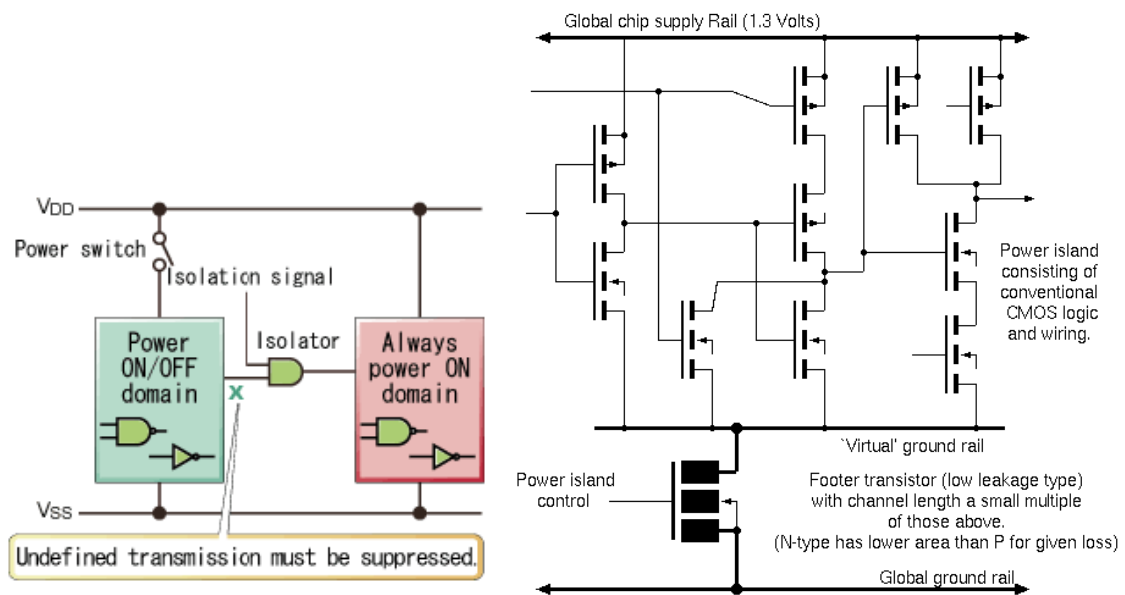 VDD
Power switch
Isolation signal
Isolator
Power
ON/OFF
domain
x
Always
power ON
domain
VSS
Undefined transmission must be suppressed.
Global chip supply Rail (1.3 Volts)
Power island
consisting of
conventional
CMOS logic
and wiring.
`Virtual' ground rail
Power island
control
Footer transistor (low leakage type)
with channel length a small multiple
of those above.
(N-type has lower area than P for given loss)
Global ground rail